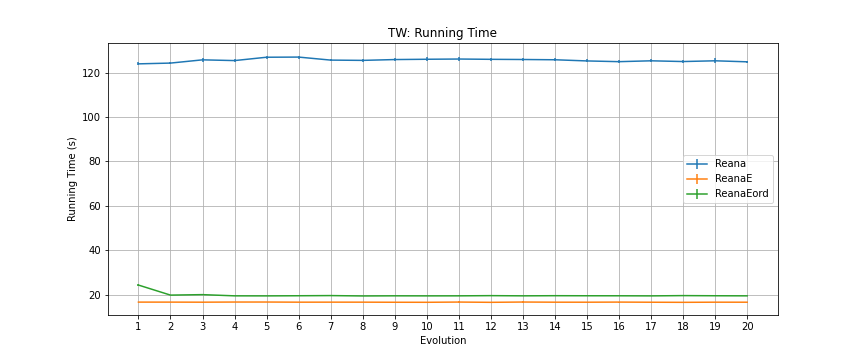 TW: Running Time
Running Time (s)
120
100
80
60
40
20
Reana
ReanaE
ReanaEord
1 2 3 4 5 6 7 8 9 10 11 12 13 14 15 16 17 18 19 20
Evolution